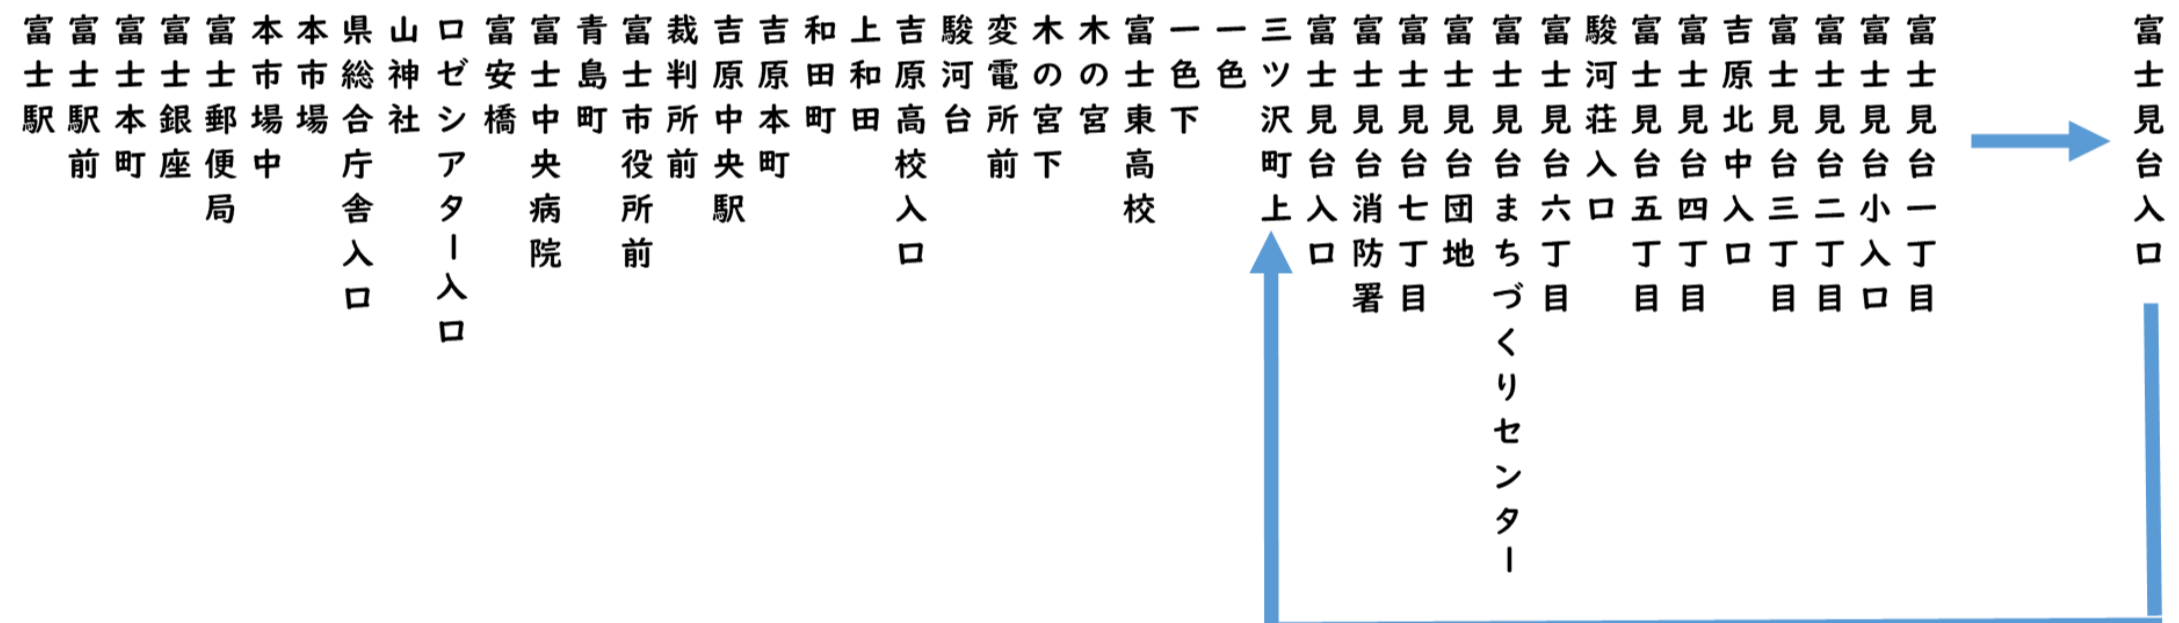 富士駅
富士駅前
富士本町
富士銀座
富士郵便局
本市場中
本市場
県総合庁舎入口
山神社
ロゼシアター入口
富安橋
富士中央病院
青島町
富士市役所前
裁判所前
吉原中央駅
吉原本町
和田町
上和田
吉原高校入口
駿河台
変電所前
木の宮下
木の宮
富士東高校
一色下
一色
三ツ沢町上
富士見台入口
富士見台消防署
富士見台七丁目
富士見台団地
富士見台まちづくりセンター
富士見台六丁目
駿河荘入口
富士見台五丁目
富士見台四丁目
吉原北中入口
富士見台三丁目
富士見台二丁目
富士見台小入口
富士見台一丁目
富士見台入口